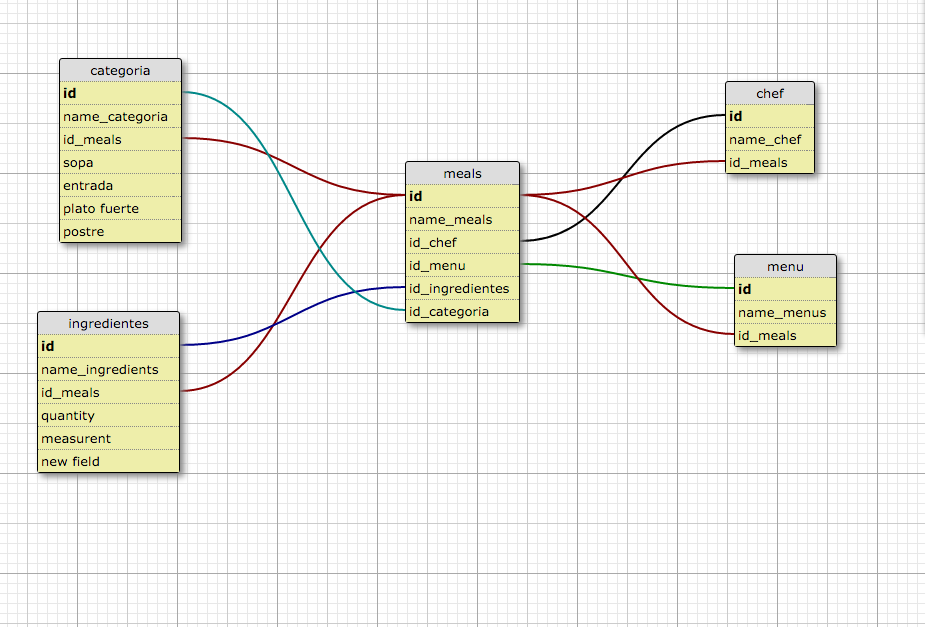 categoria
id
name_categoria
id_meals
sopa
entrada
plato fuerte
postre
ingredientes
id
name_ingredients
id_meals
quantity
measurent
new field
meals
id
name_meals
id_chef
id_menu
id_ingredientes
id_categoria
chef
id
name_chef
id_meals
menu
id
name_menus
id_meals